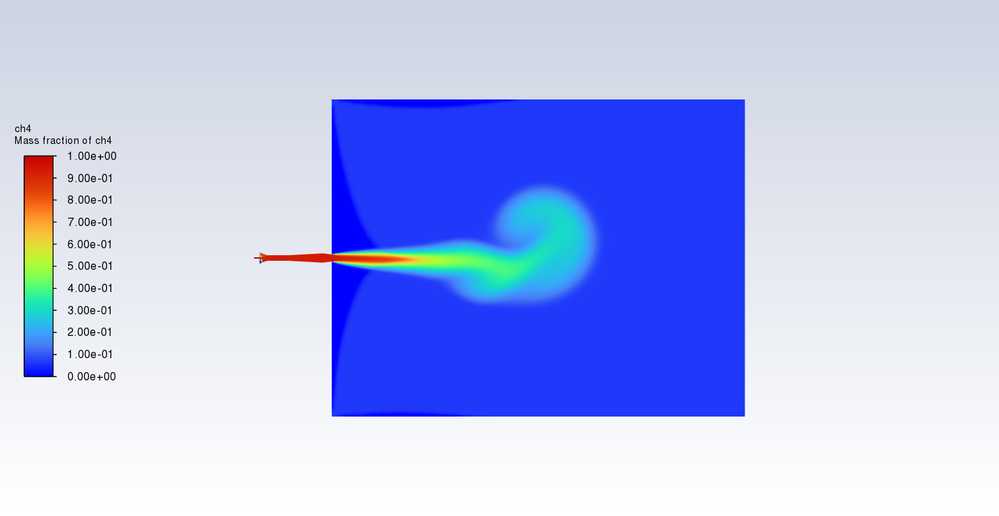 ch4
Mass fraction of ch4
1.00e+00
9.00e-01
8.00e-01
7.00e-01
6.00e-01
5.00e-01
4.00e-01
3.00e-01
2.00e-01
1.00e-01
0.00e+00